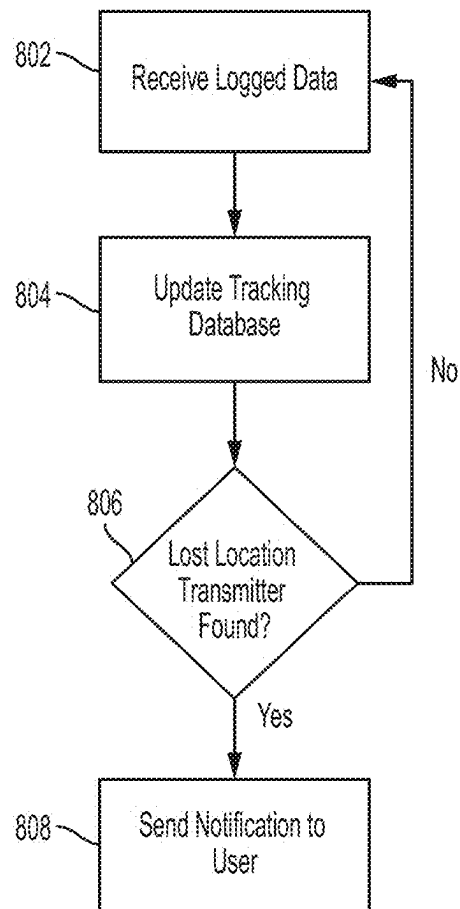 802
Receive Logged Data
804
Update Tracking
Database
No
806
Lost Location
Transmitter
Found?
Yes
808
Send Notification to
User